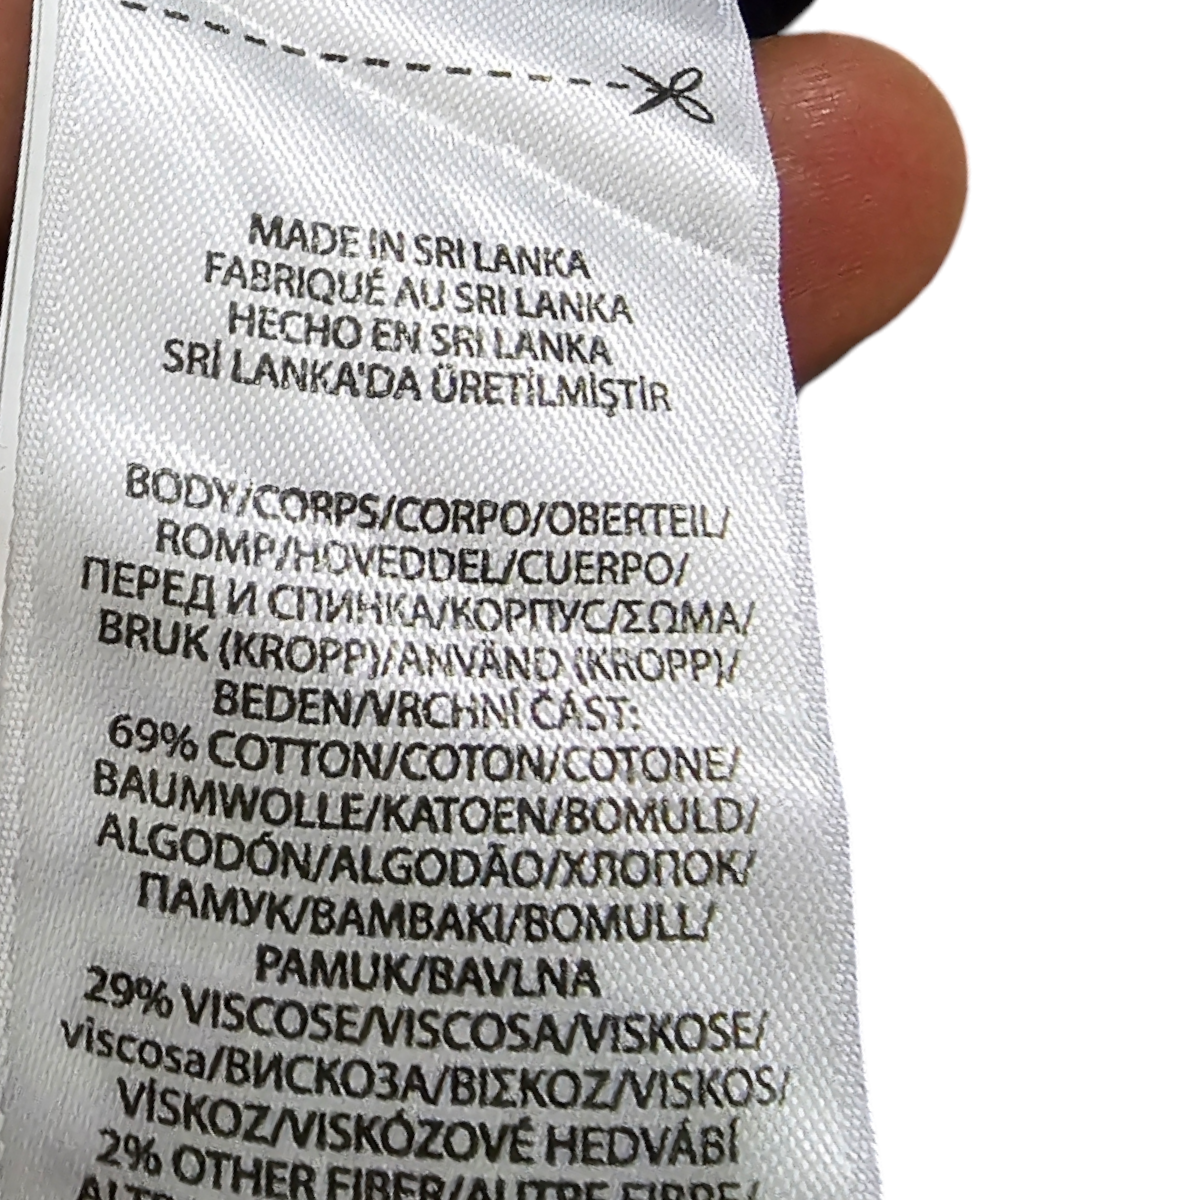 MADE IN SRI LANKA
FABRIQUÉ AU SRI LANKA
HECHO EN SRI LANKA
SRİ LANKA'DA ÜRETİLMİŞTİR
BODY/CORPS/CORPO/OBERTEIL/
ROMP/HOVEDDEL/CUERPO/
ПЕРЕД И СПИНКА/КОРПУС/ΣΩΜΑ/
BRUK (KROPP)/ANVÄND (KROPP)/
BEDEN/VRCHNÍ ČÁST:
69% COTTON/COTON/COTONE/
BAUMWOLLE/KATOEN/BOMULD/
ALGODÓN/ALGODÃO/ХЛОПОК/
ПАМУК/ΒΑΜΒΑΚΙ/BOMULL/
PAMUK/BAVLNA
29% VISCOSE/VISCOSA/VISKOSE/
viscosa/ВИСКОЗА/ΒΙΣΚΟΖ/VISKOS/
VİSKOZ/VISKÓZOVÉ HEDVÁBÍ
2% OTHER FIBER/AUTRE FIBRE/